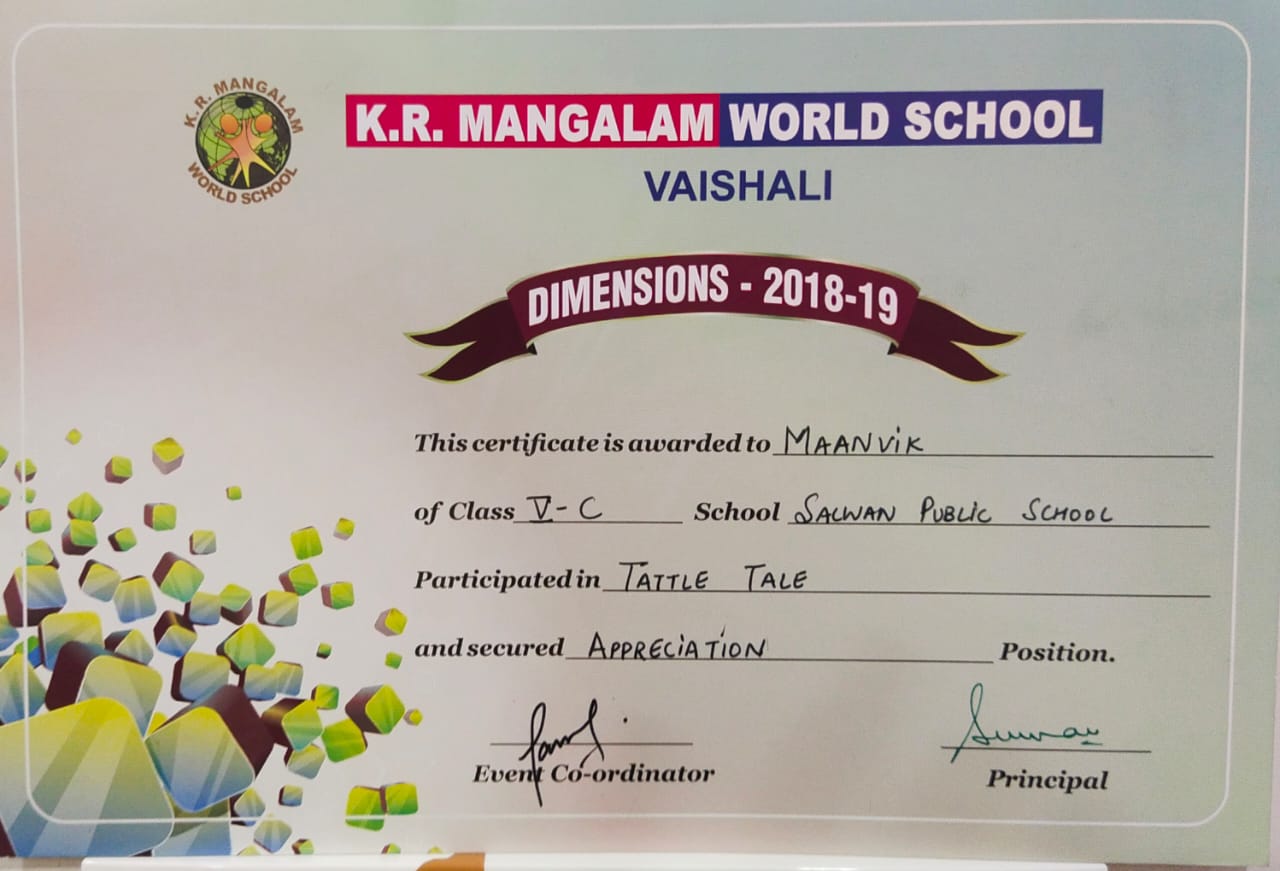 K.R. MANGALAM
WORLD SCHOOL
K.R. MANGALAM WORLD SCHOOL
VAISHALI
DIMENSIONS - 2018-19
This certificate is awarded to MAANVIK
of Class V-C School SALWAN PUBLIC SCHOOL
Participated in TATTLE TALE
and secured APPRECIATION Position.
Event Co-ordinator Principal